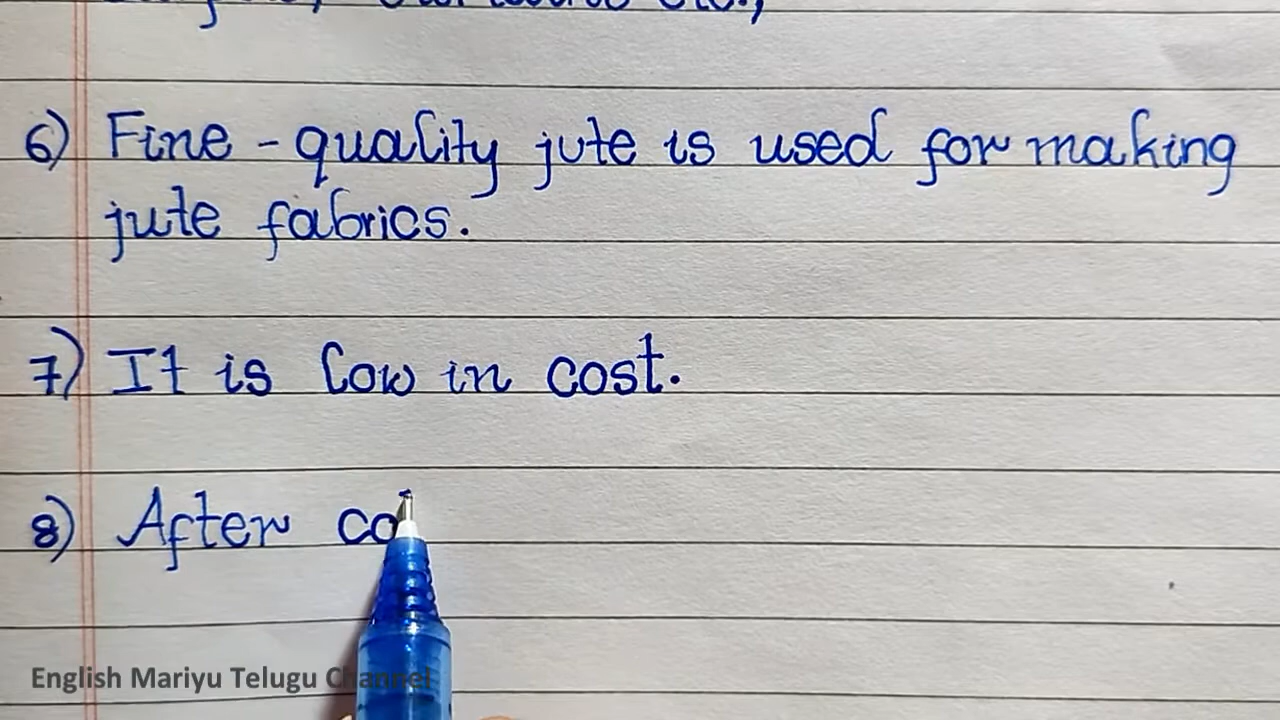 etc.,
6) Fine - quality jute is used for making
jute fabrics.
7) It is low in cost.
8) After co
English Mariyu Telugu Channel